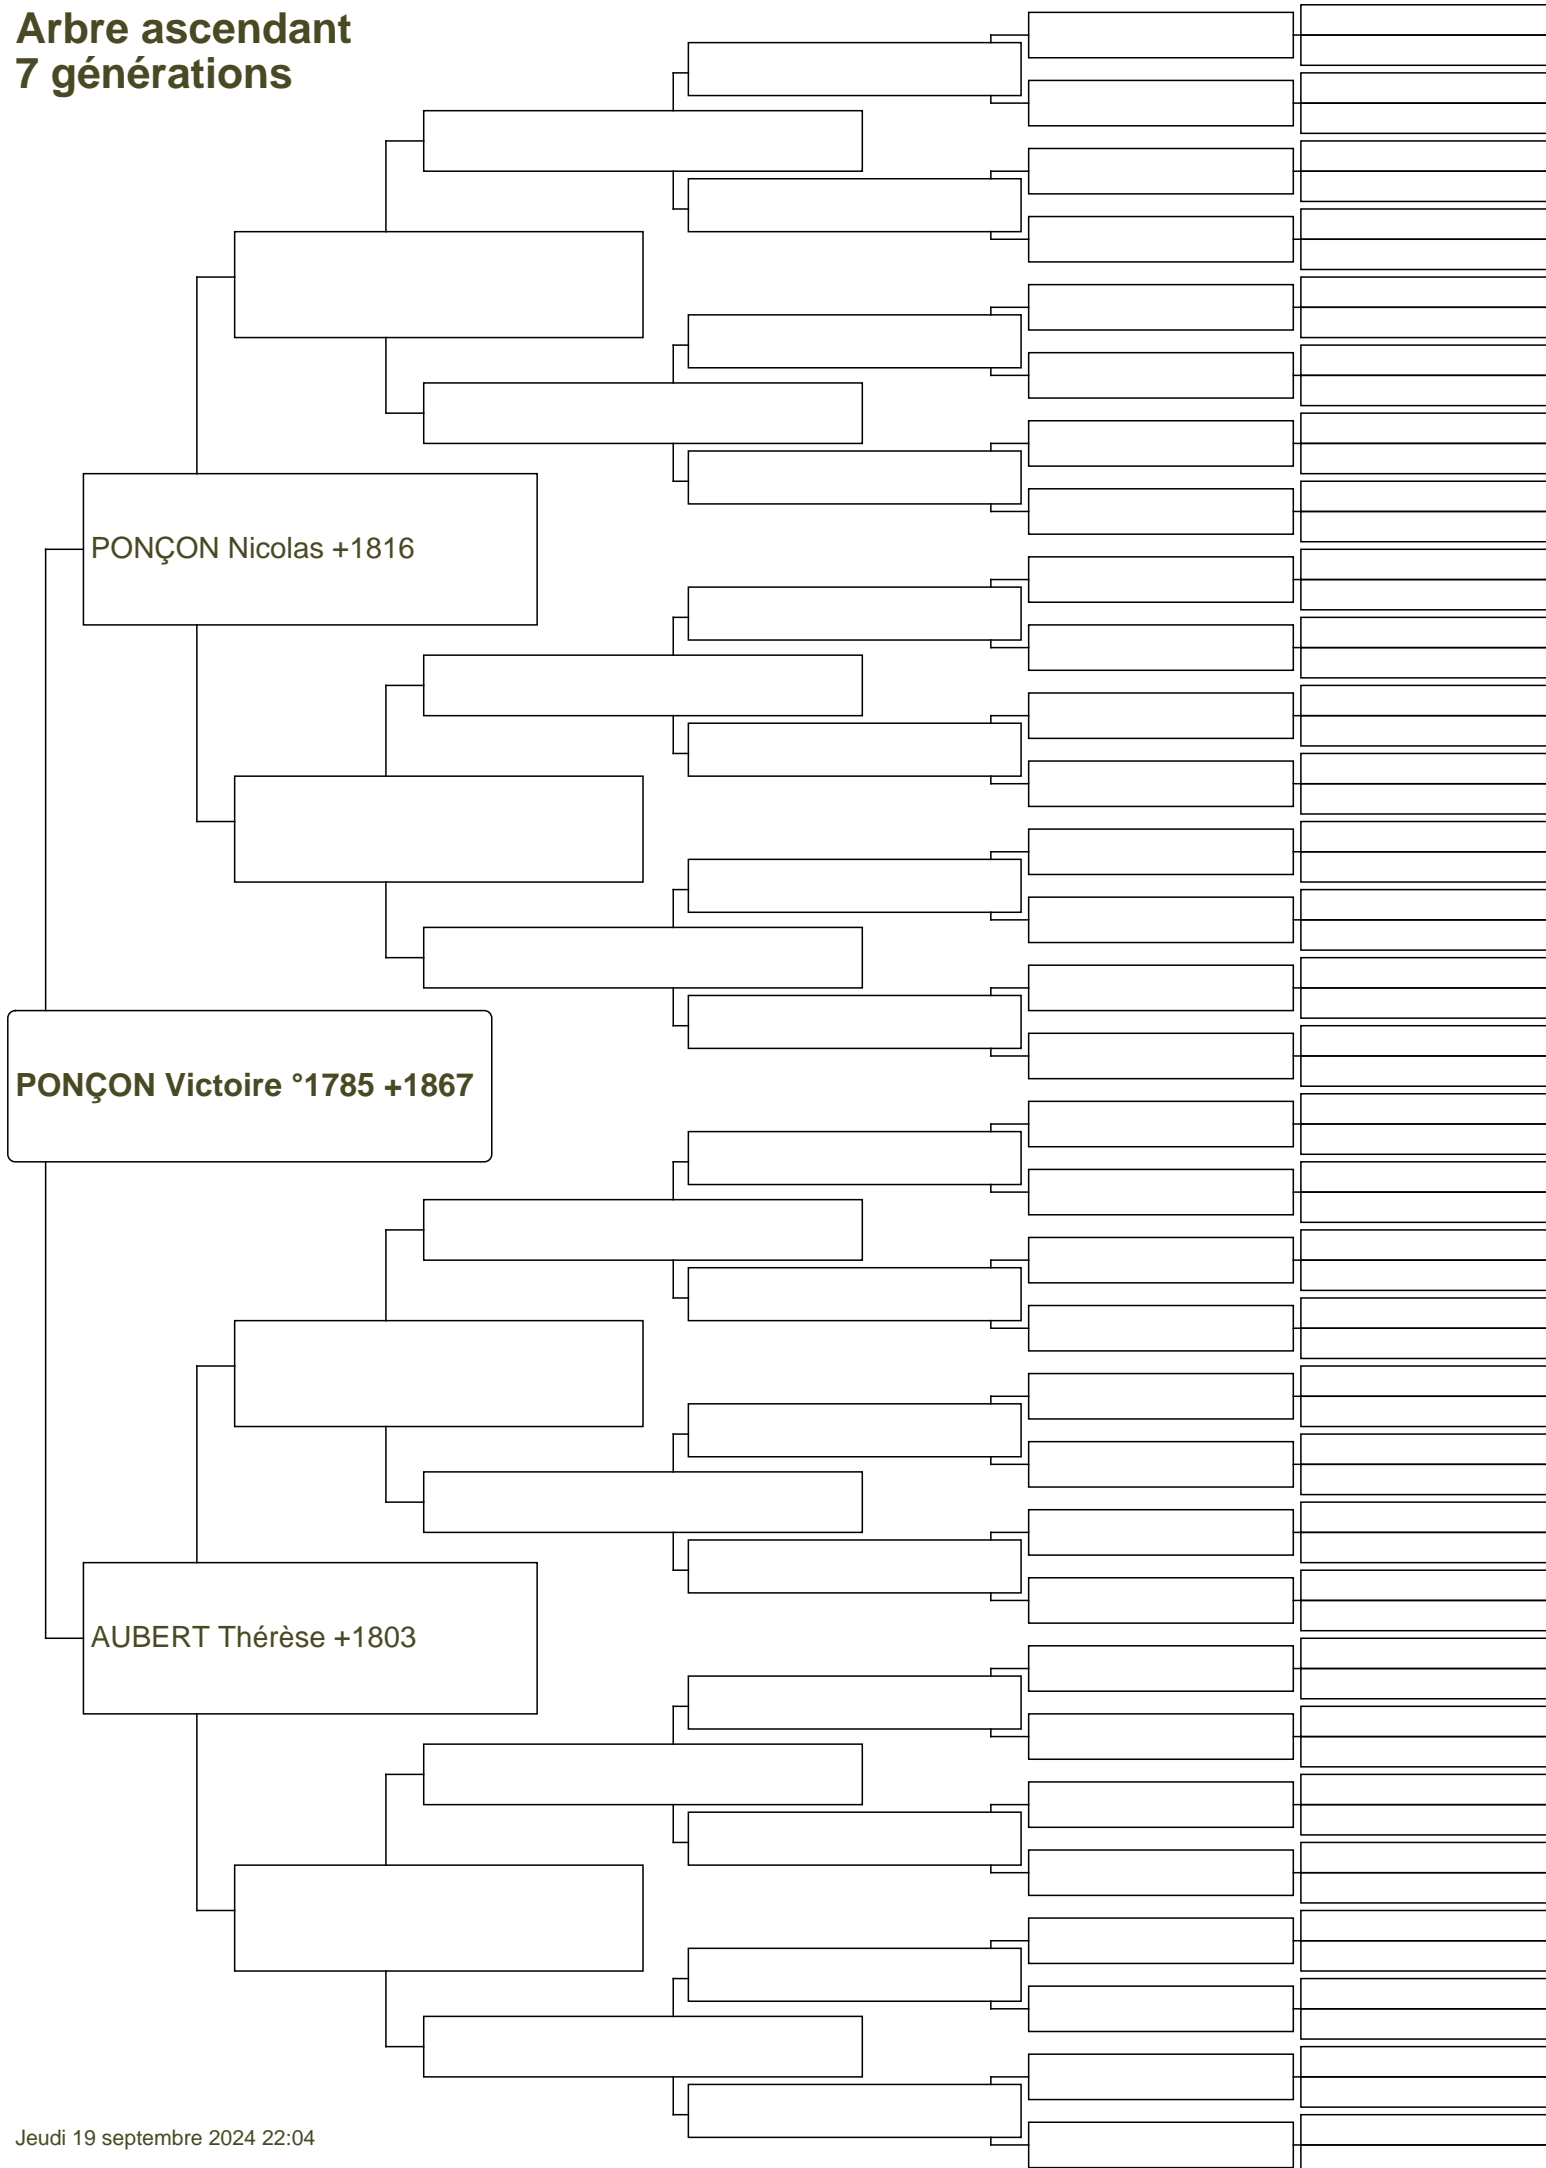 Arbre ascendant
7 générations
PONÇON Nicolas +1816
PONÇON Victoire °1785 +1867
AUBERT Thérèse +1803
Jeudi 19 septembre 2024 22:04